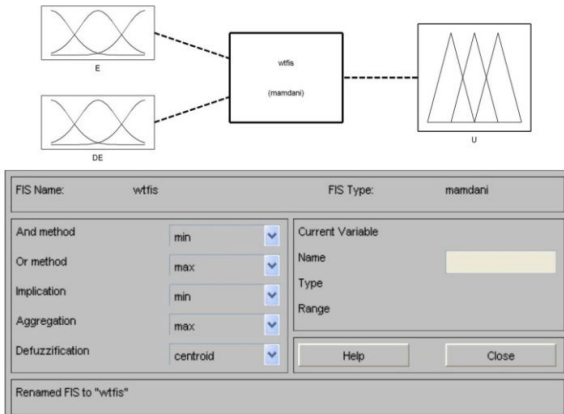 E
wtfis
(mamdani)
DE
U
FIS Name: wtfis FIS Type: mamdani
And method min
Or method max
Implication min
Aggregation max
Defuzzification centroid
Current Variable
Name
Type
Range
Help Close
Renamed FIS to "wtfis"